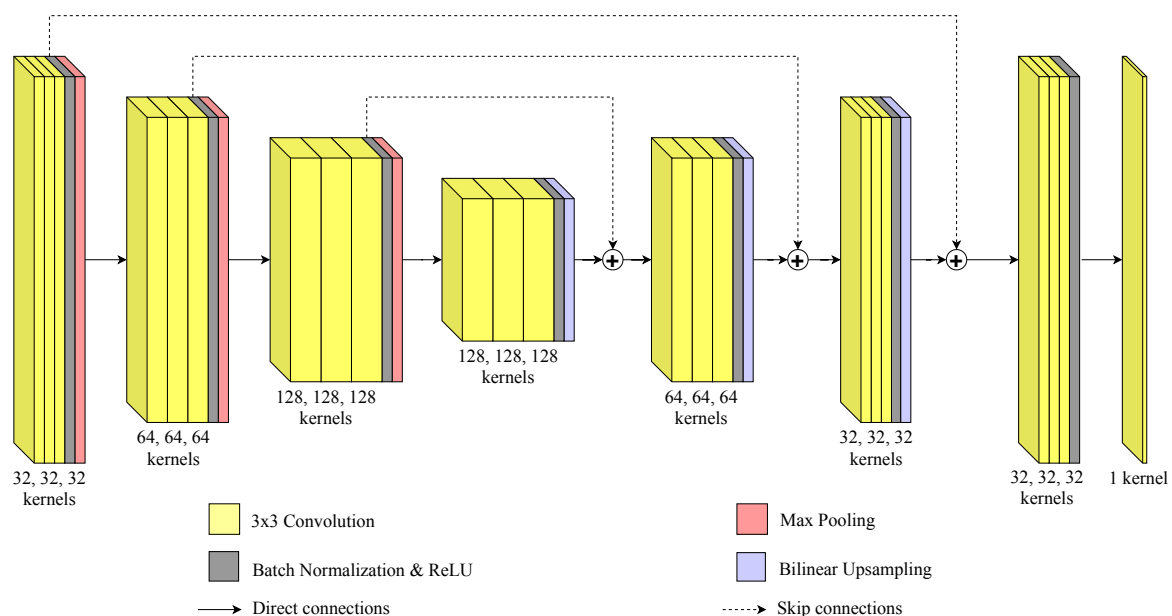 128, 128, 128
kernels
128, 128, 128
kernels
64, 64, 64
kernels
64, 64, 64
kernels
32, 32, 32
kernels
32, 32, 32
kernels
32, 32, 32
kernels
1 kernel
3x3 Convolution
Max Pooling
Batch Normalization & ReLU
Bilinear Upsampling
Direct connections
Skip connections